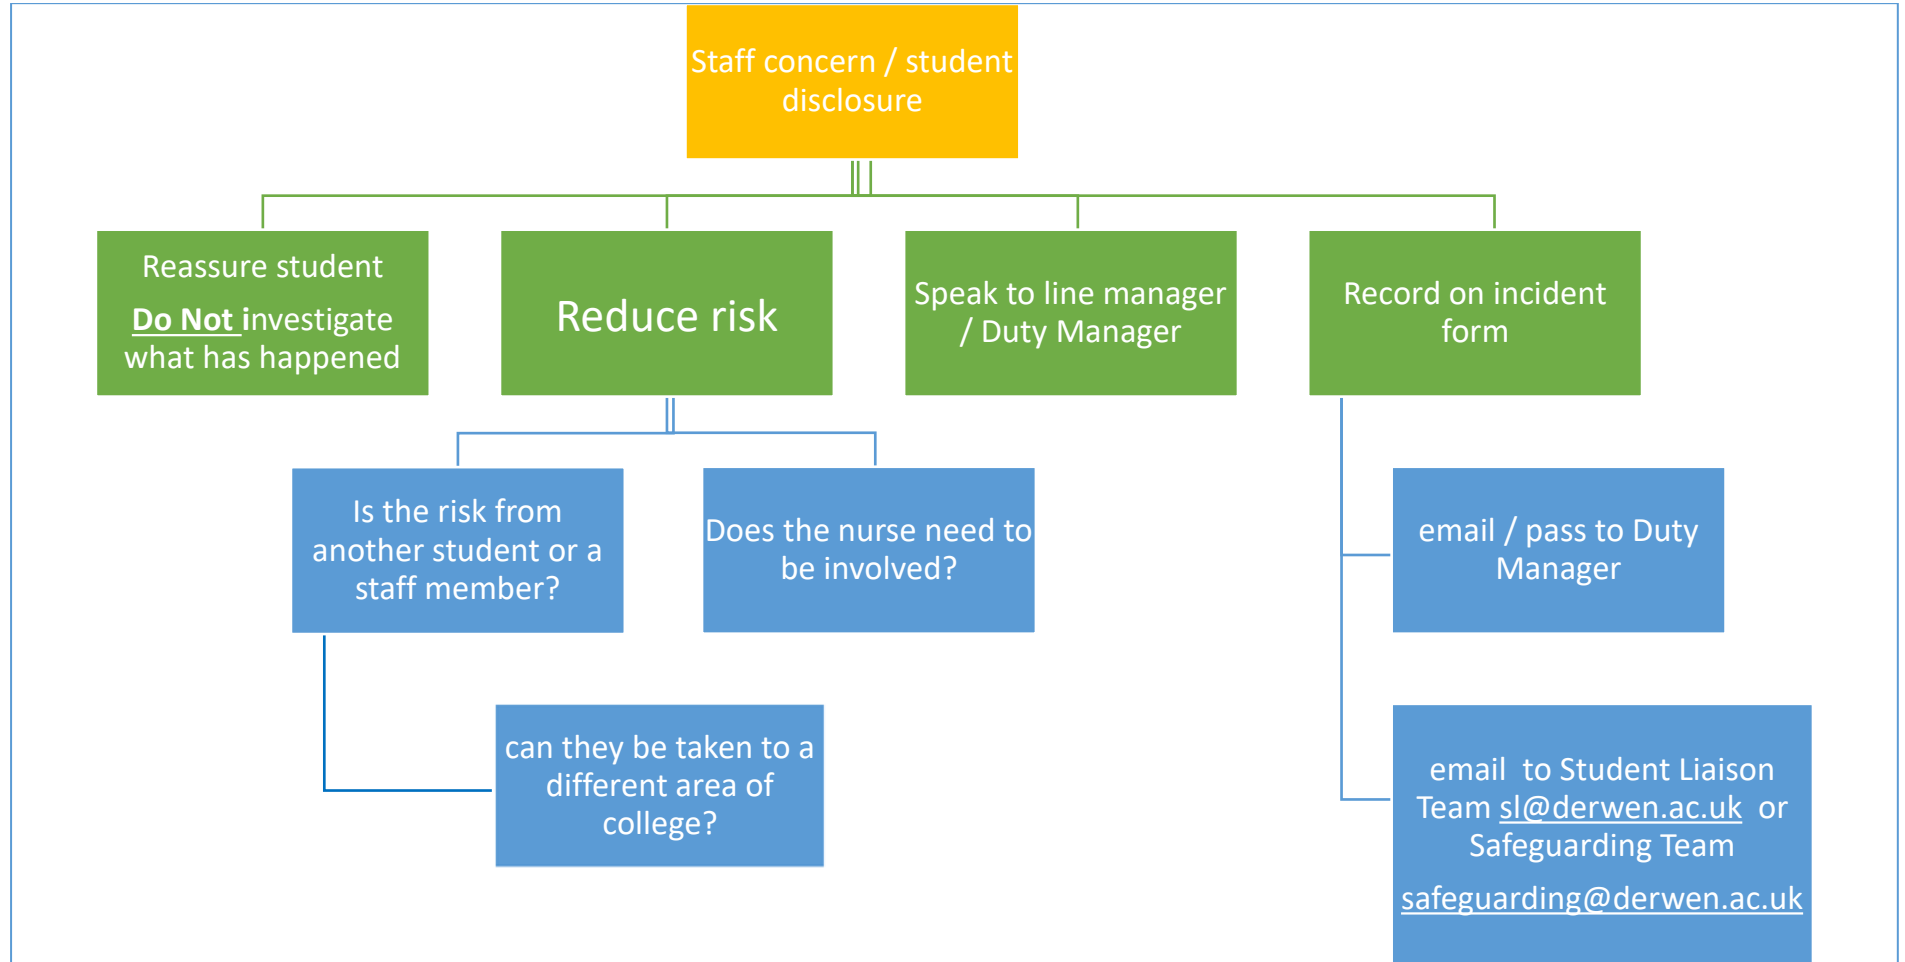 Staff concern / student
disclosure
Reassure student
Do Not investigate
what has happened
Reduce risk
Speak to line manager
/ Duty Manager
Record on incident
form
Is the risk from
another student or a
staff member?
Does the nurse need to
be involved?
email / pass to Duty
Manager
can they be taken to a
different area of
college?
email  to Student Liaison
Team sl@derwen.ac.uk  or
Safeguarding Team
safeguarding@derwen.ac.uk